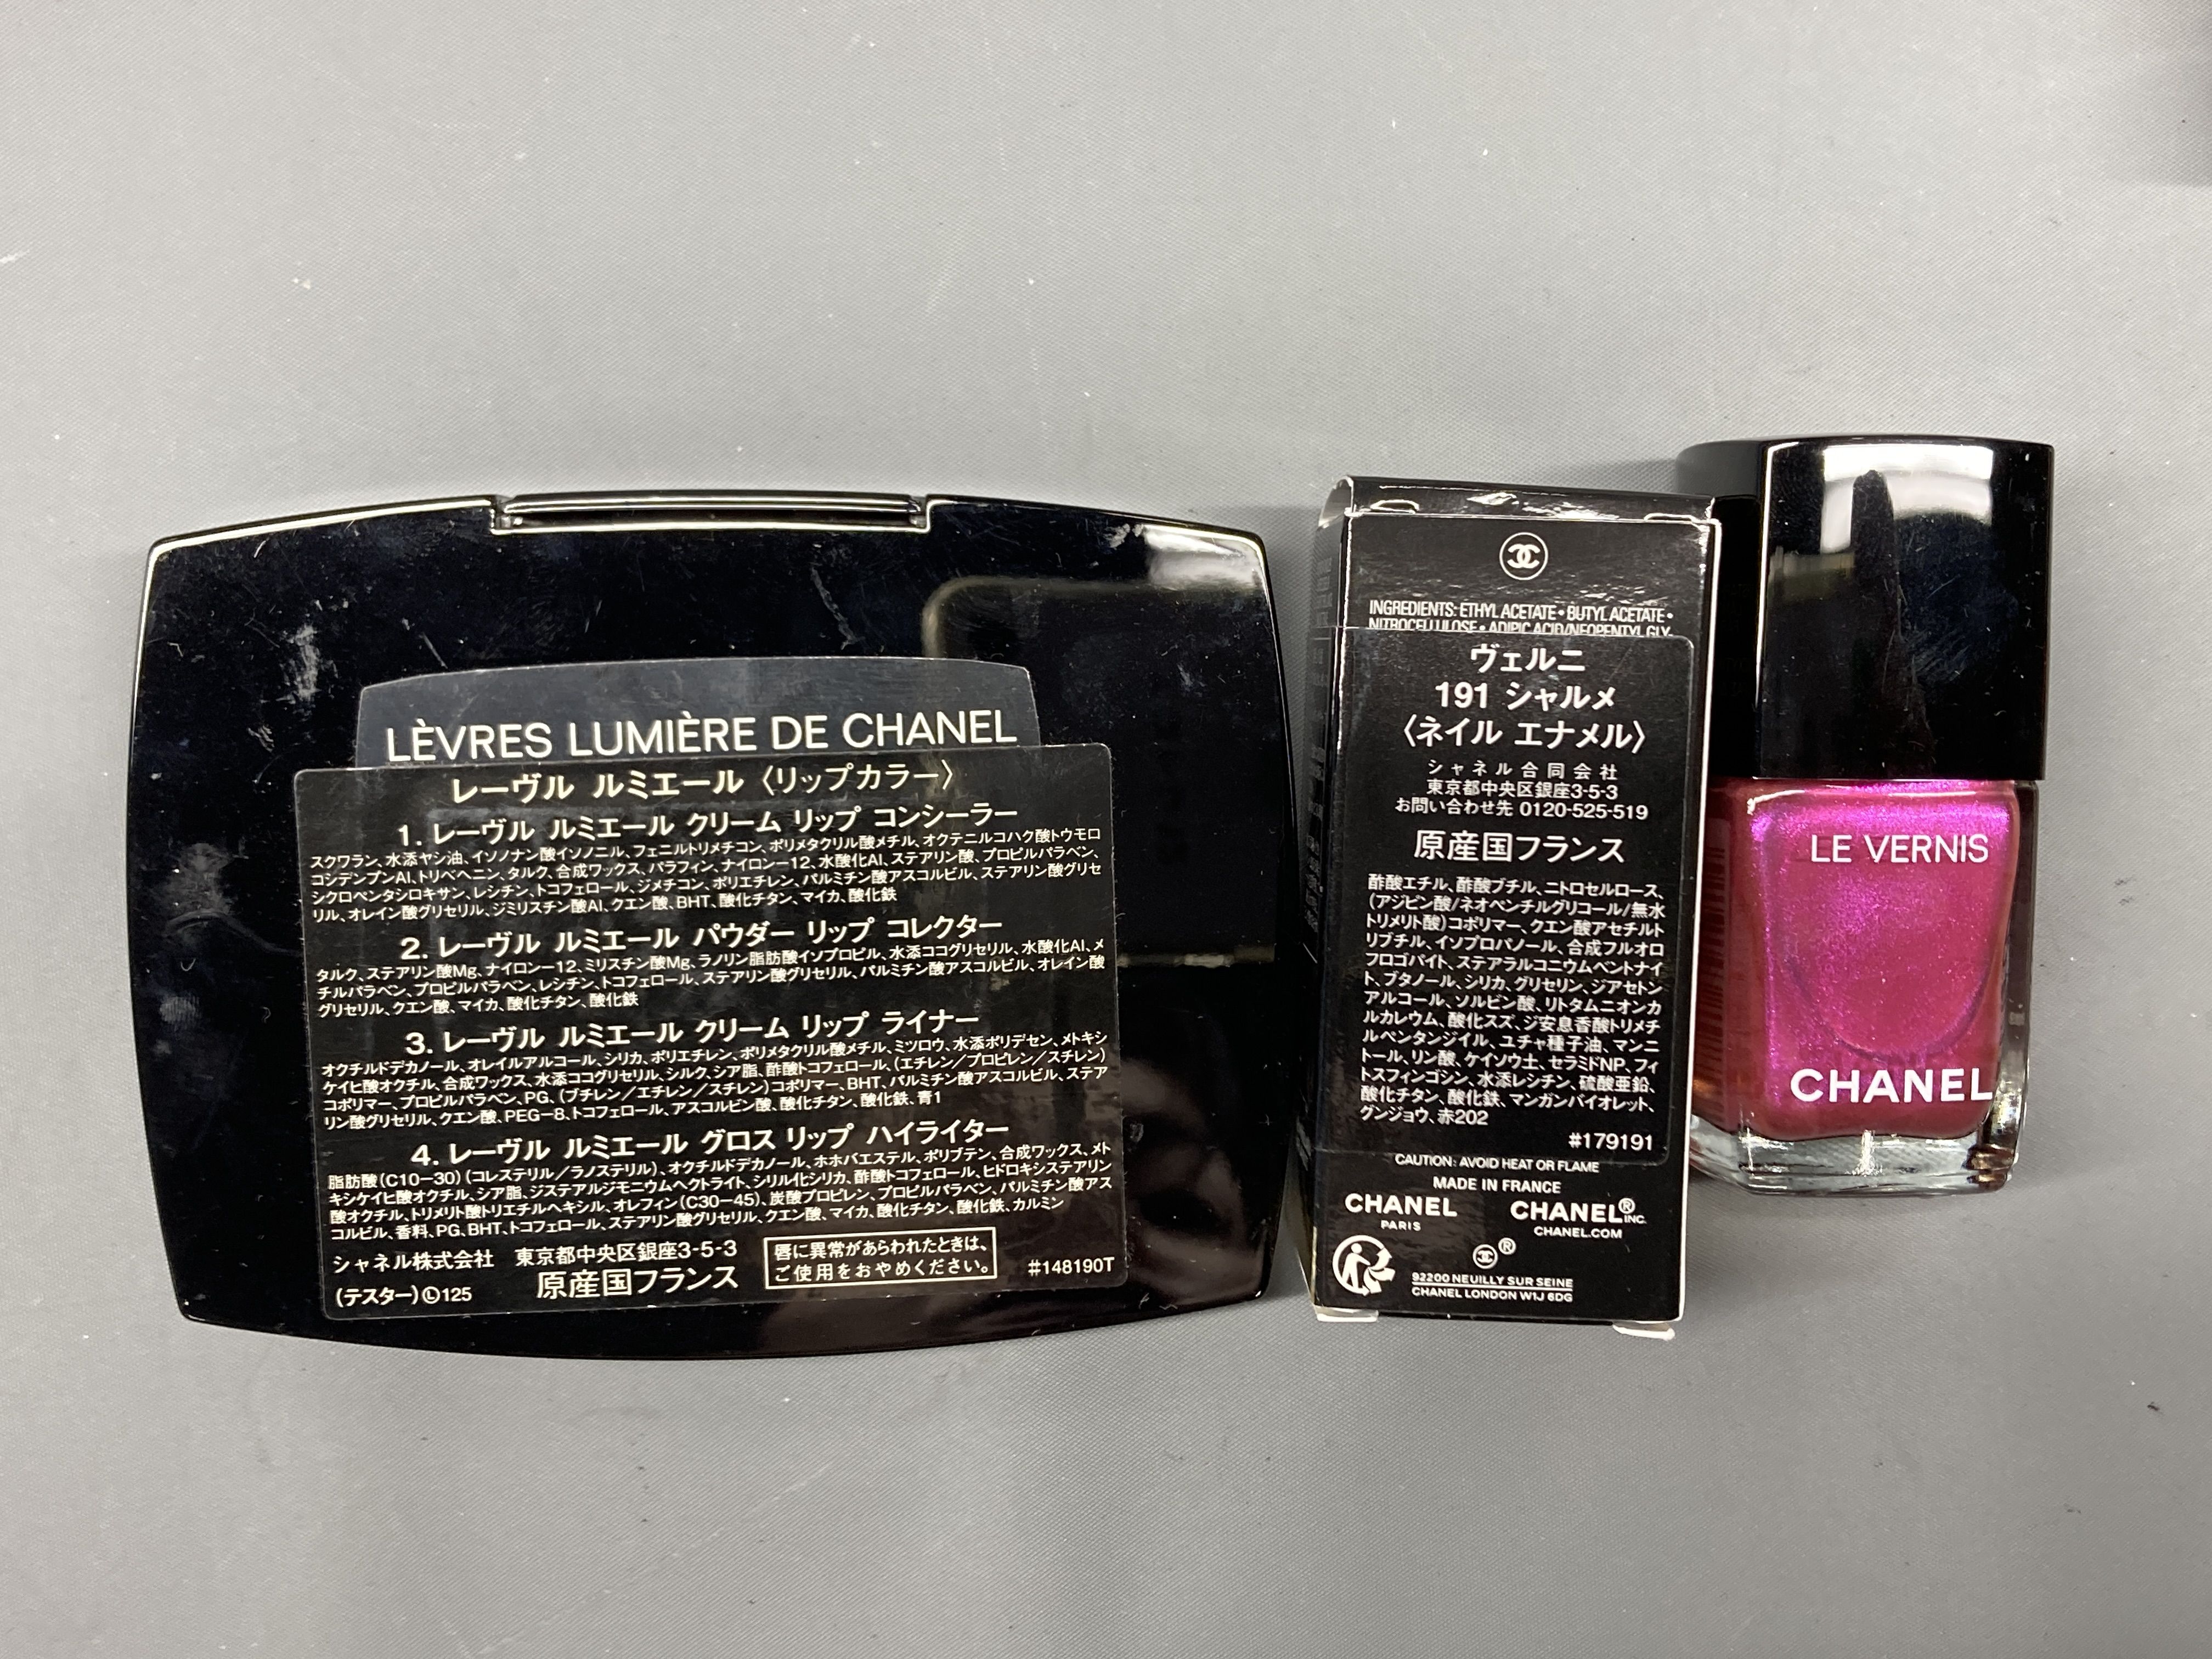 LÈVRES LUMIÈRE DE CHANEL
レーヴル ルミエール〈リップカラー〉
1. レーヴル ルミエール クリーム リップ コンシーラー
スクワラン、水添ヤシ油、イソノナン酸イソノニル、フェニルトリメチコン、ポリメタクリル酸メチル、オクテニルコハク酸トウモロ
コシデンプンAl、トリベヘニン、タルク、合成ワックス、パラフィン、ナイロン－12、水酸化Al、ステアリン酸、プロピルパラベン、
シクロペンタシロキサン、レシチン、トコフェロール、ジメチコン、ポリエチレン、パルミチン酸アスコルビル、ステアリン酸グリセ
リル、オレイン酸グリセリル、ジミリスチン酸Al、クエン酸、BHT、酸化チタン、マイカ、酸化鉄
2. レーヴル ルミエール パウダー リップ コレクター
タルク、ステアリン酸Mg、ナイロン－12、ミリスチン酸Mg、ラノリン脂肪酸イソプロピル、水添ココグリセリル、水酸化Al、メ
チルパラベン、プロピルパラベン、レシチン、トコフェロール、ステアリン酸グリセリル、パルミチン酸アスコルビル、オレイン酸
グリセリル、クエン酸、マイカ、酸化チタン、酸化鉄
3. レーヴル ルミエール クリーム リップ ライナー
オクチルドデカノール、オレイルアルコール、シリカ、ポリエチレン、ポリメタクリル酸メチル、ミツロウ、水添ポリデセン、メトキシ
ケイヒ酸オクチル、合成ワックス、水添ココグリセリル、シルク、シア脂、酢酸トコフェロール、(エチレン／プロピレン／スチレン)
コポリマー、プロピルパラベン、PG、(ブチレン／エチレン／スチレン)コポリマー、BHT、パルミチン酸アスコルビル、ステア
リン酸グリセリル、クエン酸、PEG－8、トコフェロール、アスコルビン酸、酸化チタン、酸化鉄、青1
4. レーヴル ルミエール グロス リップ ハイライター
脂肪酸(C10－30)(コレステリル／ラノステリル)、オクチルドデカノール、ホホバエステル、ポリブテン、合成ワックス、メト
キシケイヒ酸オクチル、シア脂、ジステアルジモニウムヘクトライト、シリル化シリカ、酢酸トコフェロール、ヒドロキシステアリン
酸オクチル、トリメリト酸トリエチルヘキシル、オレフィン(C30－45)、炭酸プロピレン、プロピルパラベン、パルミチン酸アス
コルビル、香料、PG、BHT、トコフェロール、ステアリン酸グリセリル、クエン酸、マイカ、酸化チタン、酸化鉄、カルミン
シャネル株式会社 東京都中央区銀座3-5-3
唇に異常があらわれたときは、
ご使用をおやめください。
(テスター)Ⓛ125
原産国フランス
#148190T
INGREDIENTS: ETHYL ACETATE • BUTYL ACETATE •
NITROCELLULOSE • ADIPIC ACID/NEOPENTYL GLY-
ヴェルニ
191 シャルメ
〈ネイル エナメル〉
シャネル合同会社
東京都中央区銀座3-5-3
お問い合わせ先 0120-525-519
原産国フランス
酢酸エチル、酢酸ブチル、ニトロセルロース、
(アジピン酸/ネオペンチルグリコール/無水
トリメリト酸)コポリマー、クエン酸アセチルト
リブチル、イソプロパノール、合成フルオロ
フロゴパイト、ステアラルコニウムベントナイ
ト、ブタノール、シリカ、グリセリン、ジアセトン
アルコール、ソルビン酸、リトタムニオンカ
ルカレウム、酸化スズ、ジ安息香酸トリメチ
ルペンタンジイル、ユチャ種子油、マンニ
トール、リン酸、ケイソウ土、セラミドNP、フィ
トスフィンゴシン、水添レシチン、硫酸亜鉛、
酸化チタン、酸化鉄、マンガンバイオレット、
グンジョウ、赤202
#179191
CAUTION: AVOID HEAT OR FLAME
MADE IN FRANCE
CHANEL
PARIS
CHANEL® INC.
CHANEL.COM
®
92200 NEUILLY SUR SEINE
CHANEL LONDON W1J 6DG
LE VERNIS
CHANEL